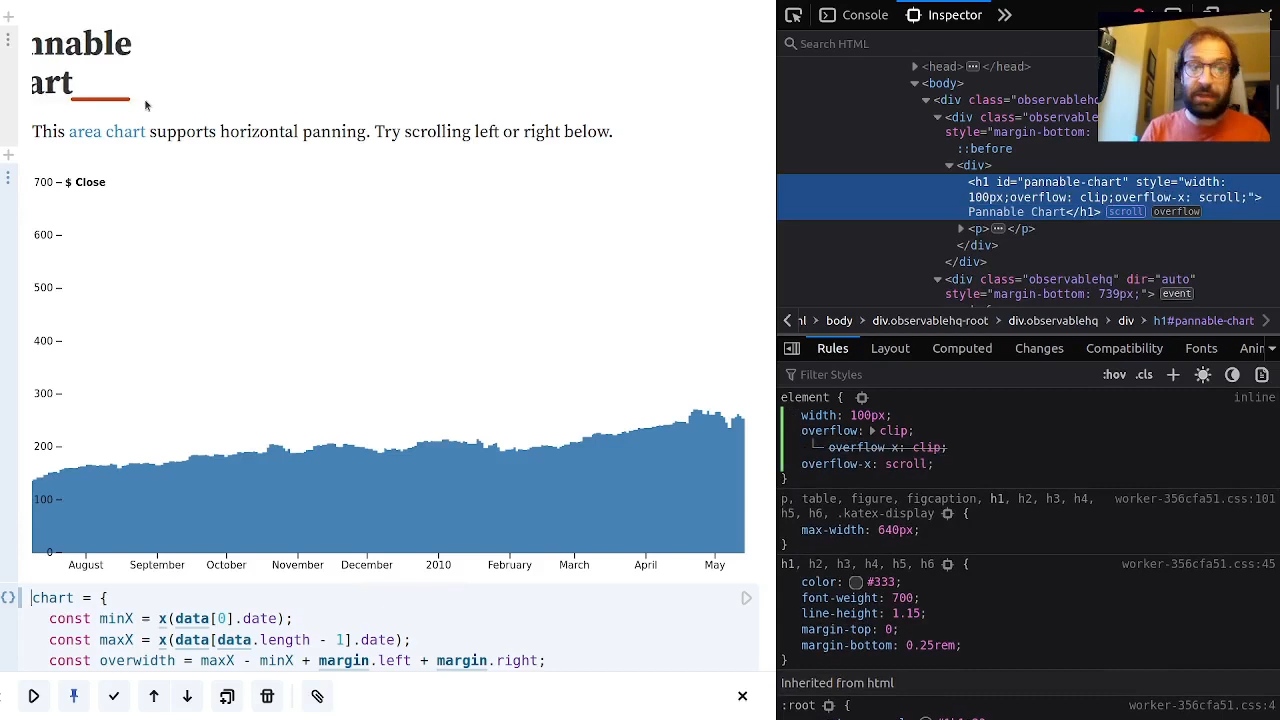 nnable
art
This area chart supports horizontal panning. Try scrolling left or right below.
700
$ Close
600
500
400
300
200
100
0
August
September
October
November
December
2010
February
March
April
May
chart = {
const minX = x(data[0].date);
const maxX = x(data[data.length - 1].date);
const overwidth = maxX - minX + margin.left + margin.right;
Console
Inspector
Search HTML
<head> </head>
<body>
<div class="observablehq
<div class="observable
style="margin-bottom:
::before
<div>
<h1 id="pannable-chart" style="width:
100px;overflow: clip;overflow-x: scroll;">
Pannable Chart</h1> scroll overflow
<p> </p>
</div>
</div>
<div class="observablehq" dir="auto"
style="margin-bottom: 739px;"> event
body
div.observablehq-root
div.observablehq
div
h1#pannable-chart
Rules
Layout
Computed
Changes
Compatibility
Fonts
Filter Styles
:hov
.cls
element {
inline
width: 100px;
overflow: clip;
overflow-x: clip;
overflow-x: scroll;
}
p, table, figure, figcaption, h1, h2, h3, h4,
worker-356cfa51.css:101
h5, h6, .katex-display {
max-width: 640px;
}
h1, h2, h3, h4, h5, h6 {
worker-356cfa51.css:45
color: #333;
font-weight: 700;
line-height: 1.15;
margin-top: 0;
margin-bottom: 0.25rem;
}
Inherited from html
:root {
worker-356cfa51.css:4